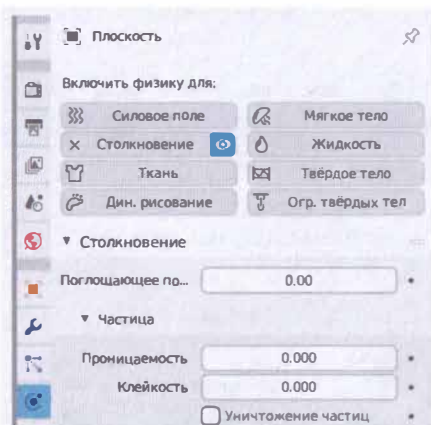 Плоскость
Включить физику для:
Силовое поле Мягкое тело
Столкновение Жидкость
Ткань Твёрдое тело
Дин. рисование Огр. твёрдых тел
Столкновение
Поглощающее по... 0.00
Частица
Проницаемость 0.000
Клейкость 0.000
Уничтожение частиц